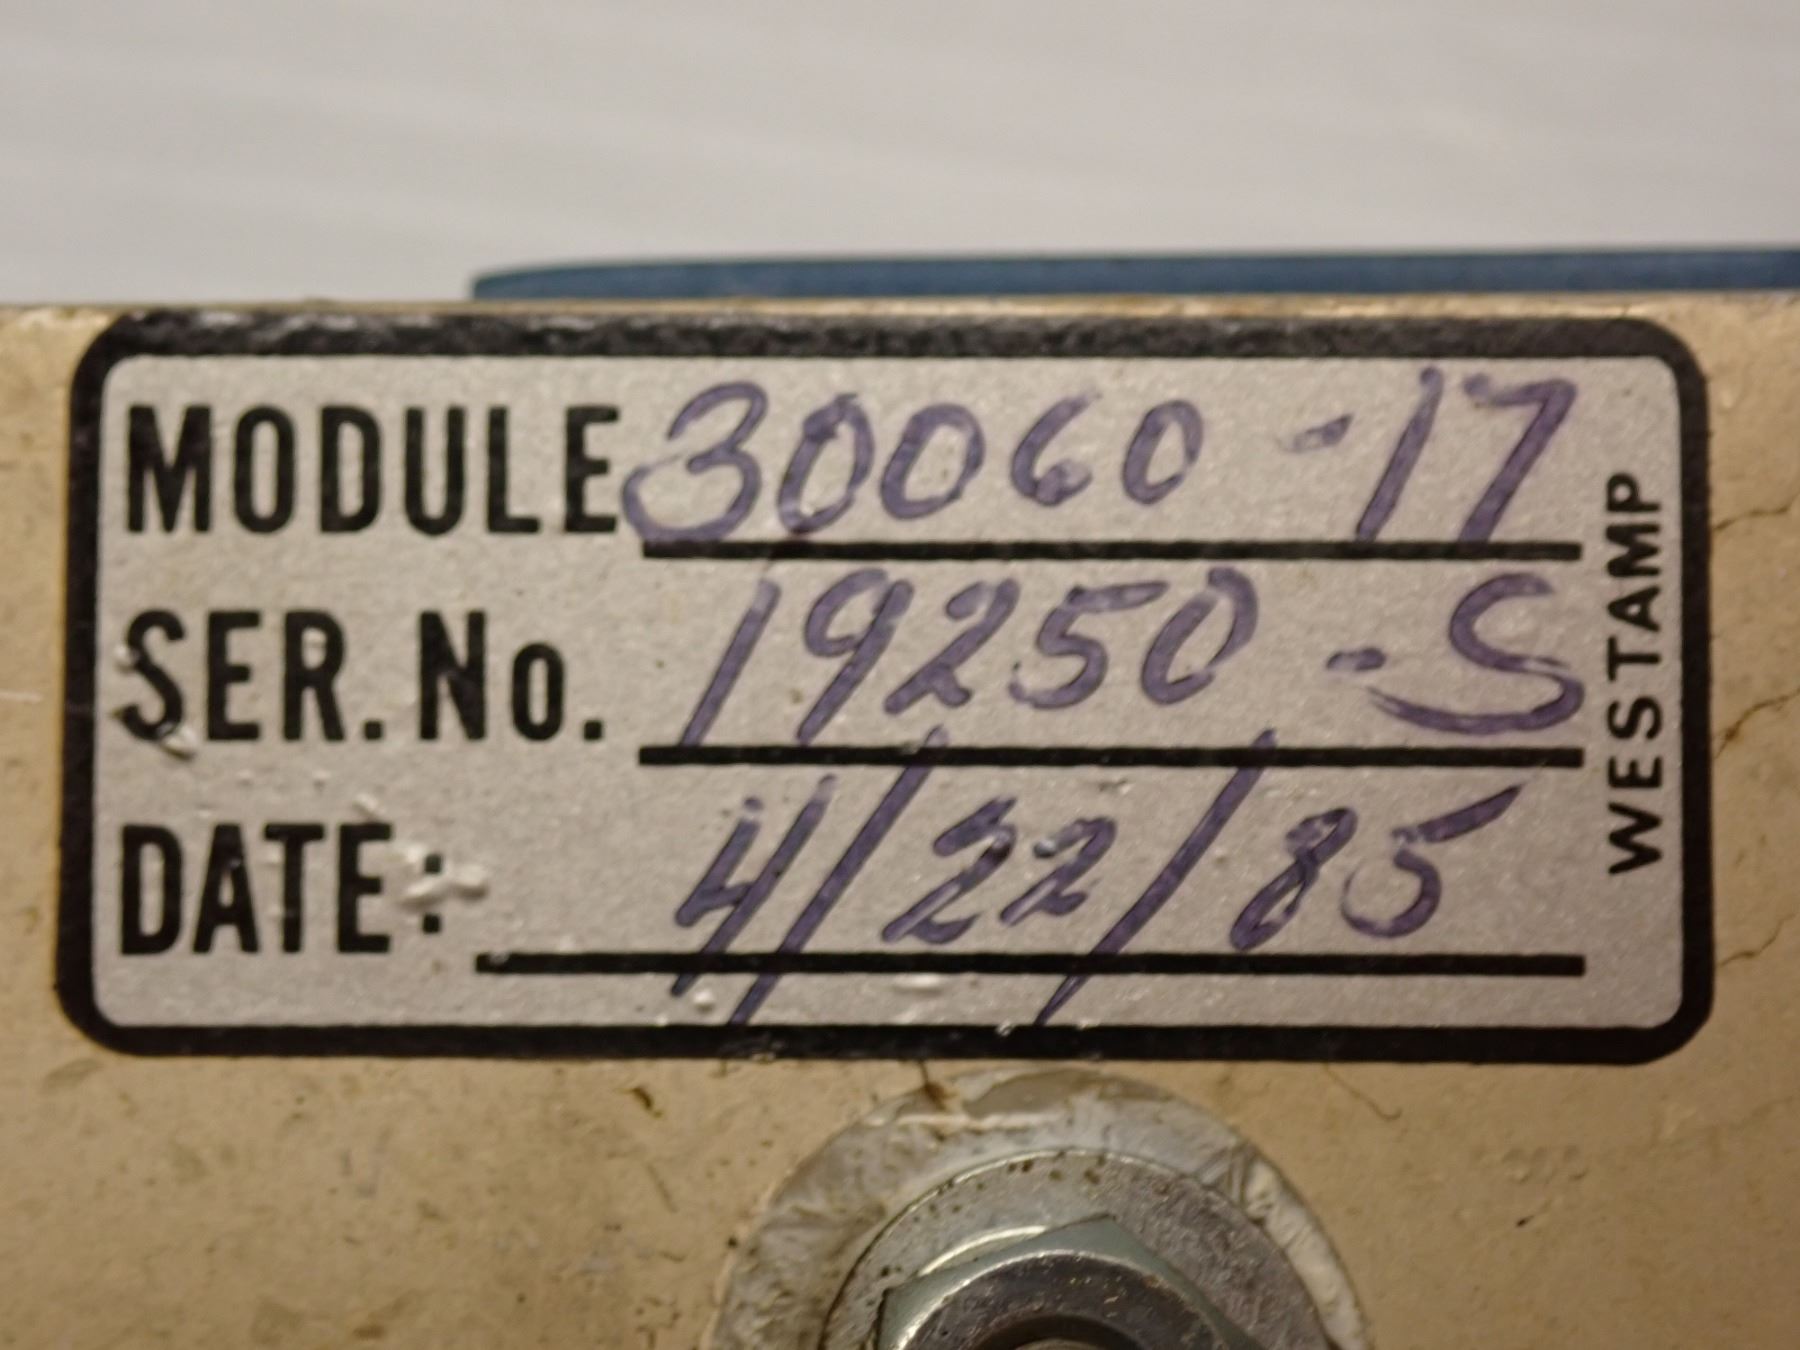 MODULE 30060-17
SER. No. 19250-S
DATE: 4/22/85
WESTAMP